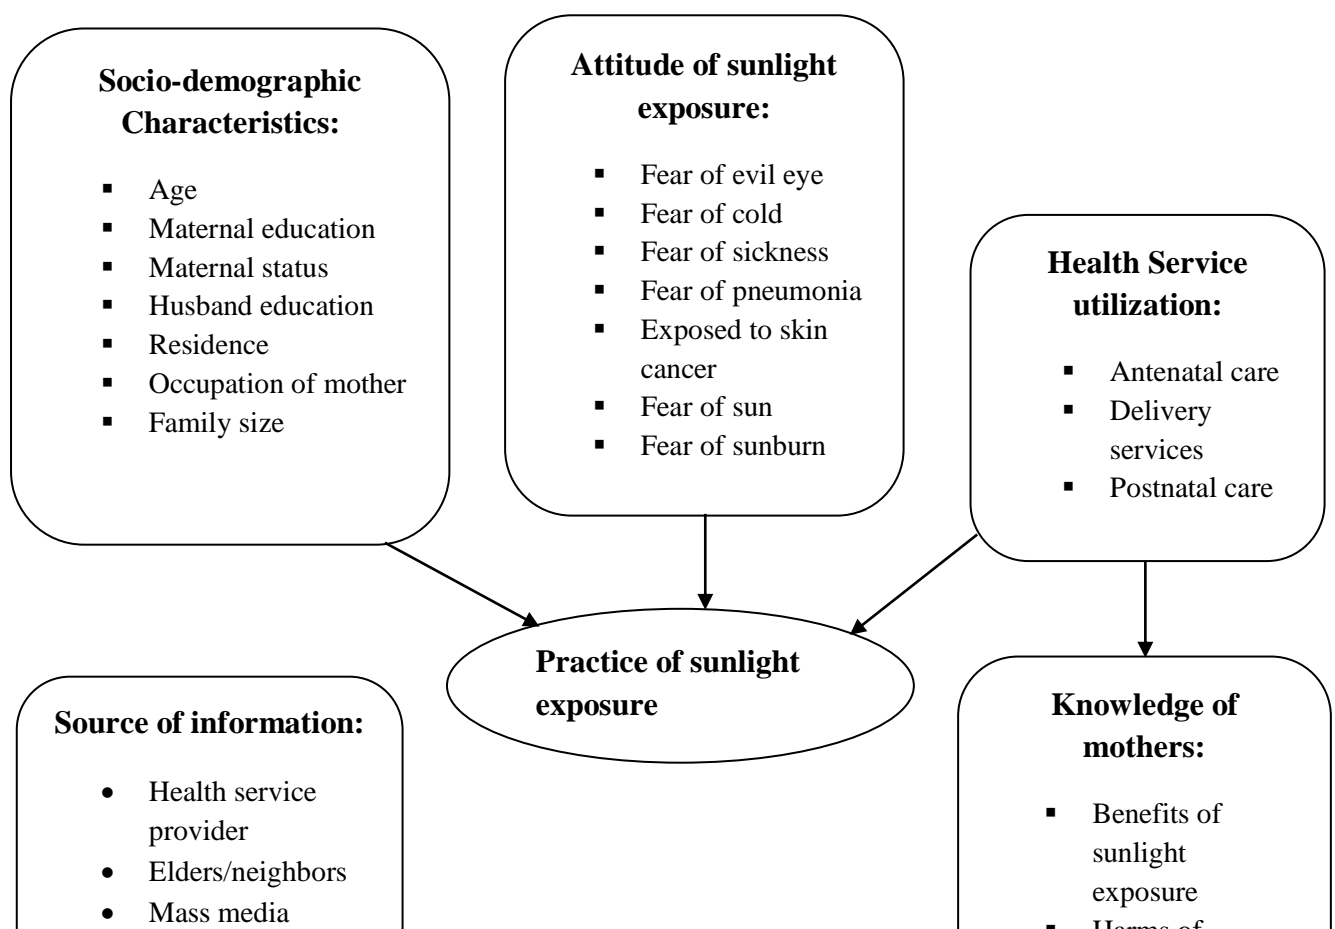 Socio-demographic
Characteristics:
▪ Age
▪ Maternal education
▪ Maternal status
▪ Husband education
▪ Residence
▪ Occupation of mother
▪ Family size
Attitude of sunlight
exposure:
▪ Fear of evil eye
▪ Fear of cold
▪ Fear of sickness
▪ Fear of pneumonia
▪ Exposed to skin
cancer
▪ Fear of sun
▪ Fear of sunburn
Health Service
utilization:
▪ Antenatal care
▪ Delivery
services
▪ Postnatal care
Practice of sunlight
exposure
Source of information:
• Health service
provider
• Elders/neighbors
• Mass media
Knowledge of
mothers:
▪ Benefits of
sunlight
exposure
▪ Harms of